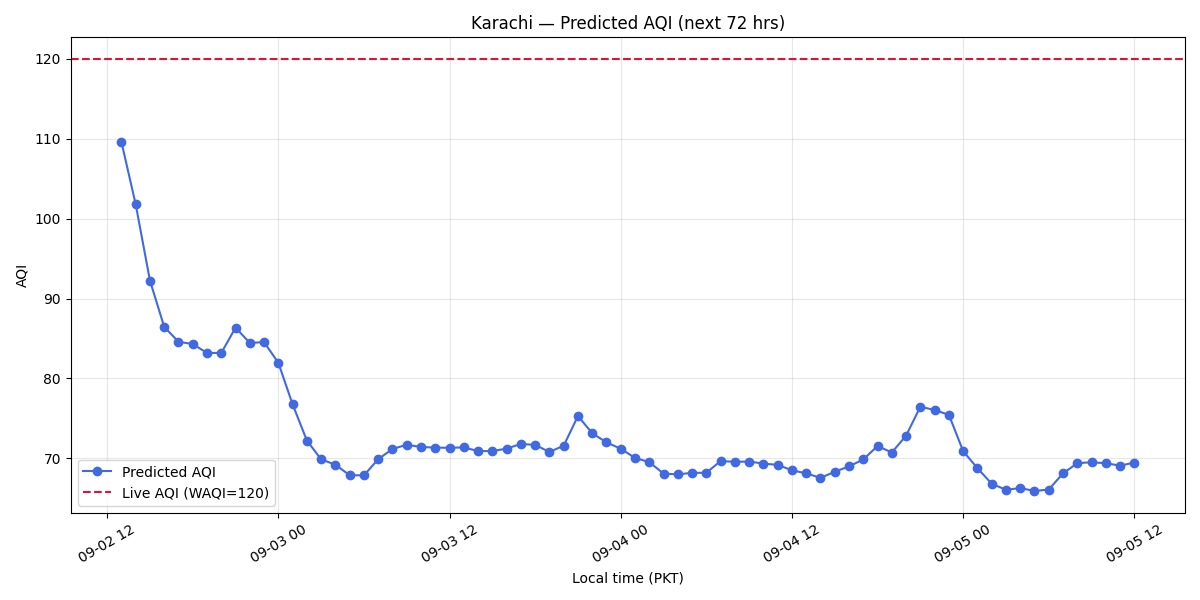 Karachi — Predicted AQI (next 72 hrs)
AQI
120
110
100
90
80
70
Predicted AQI
Live AQI (WAQI=120)
09-02 12
09-03 00
09-03 12
09-04 00
09-04 12
09-05 00
09-05 12
Local time (PKT)